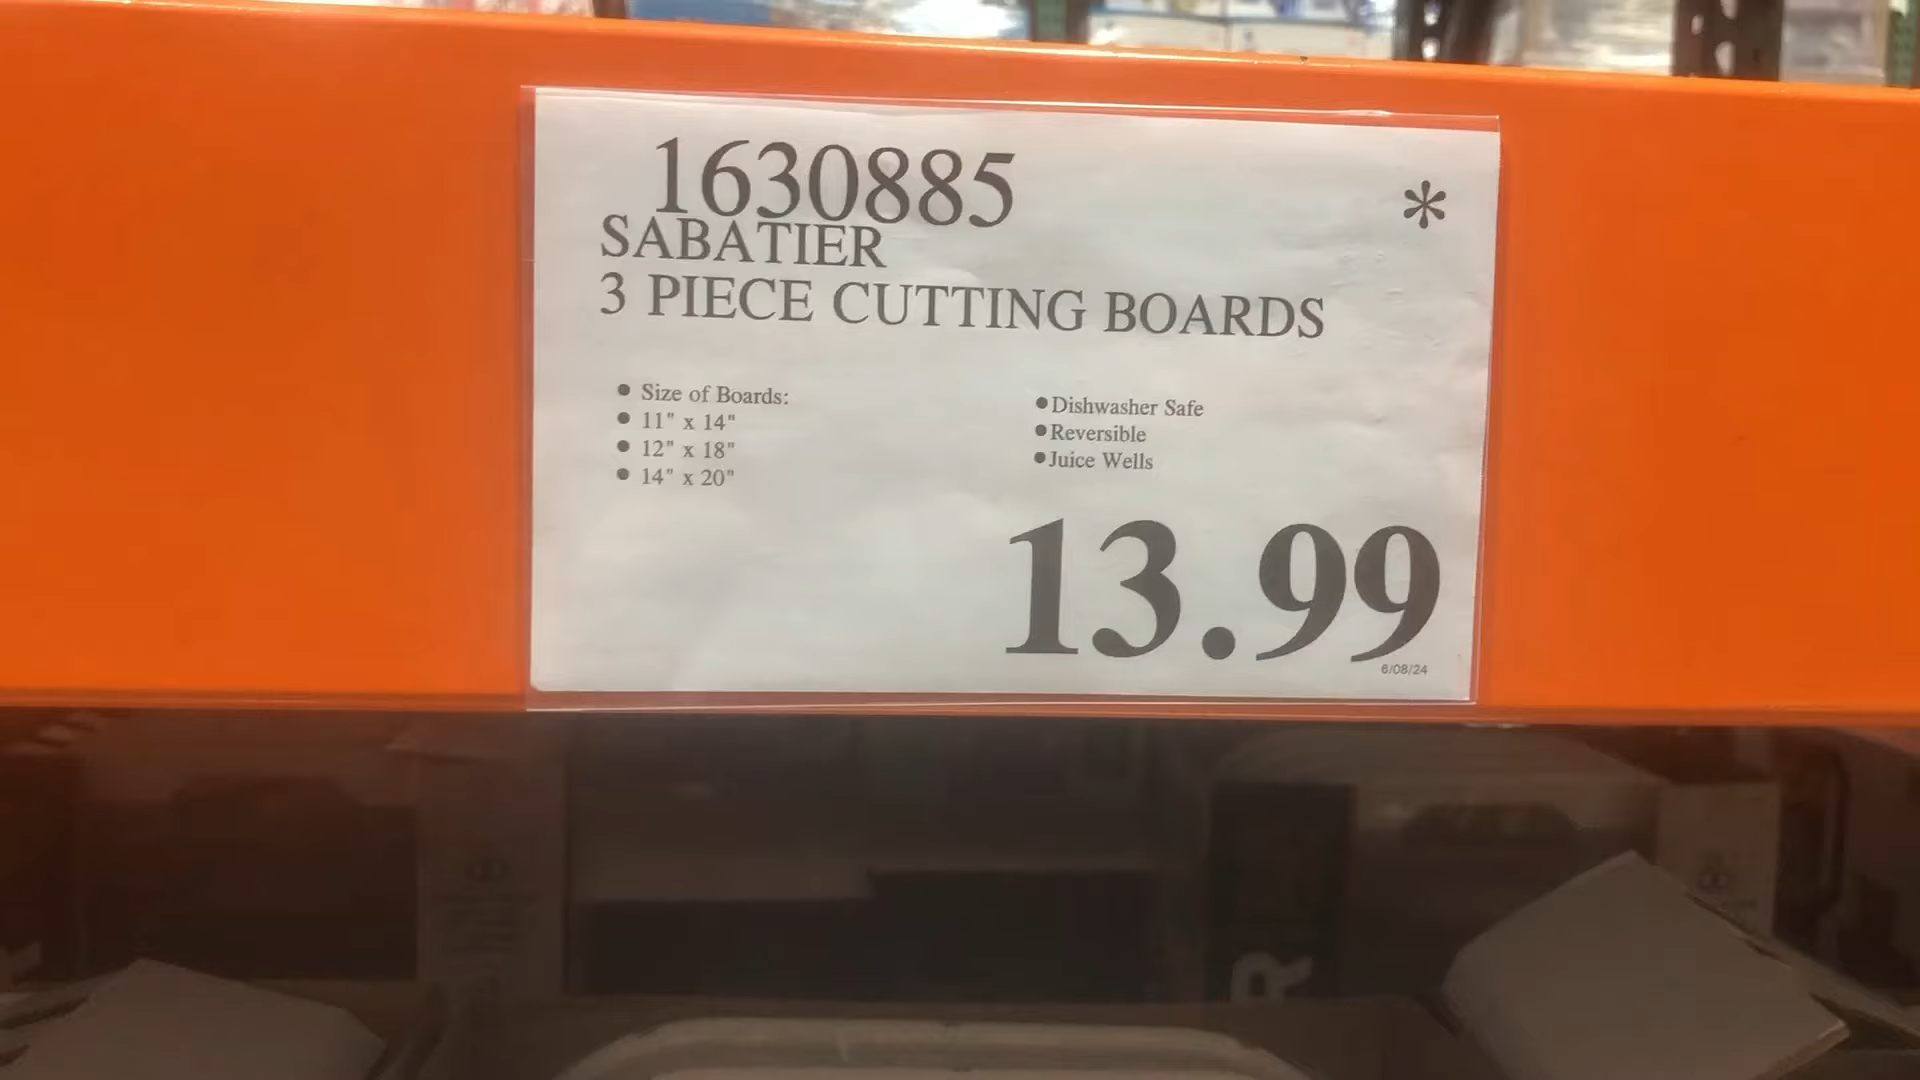 1630885
*
SABATIER
3 PIECE CUTTING BOARDS
• Size of Boards:
• 11" x 14"
• 12" x 18"
• 14" x 20"
• Dishwasher Safe
• Reversible
• Juice Wells
13.99
6/08/24
R